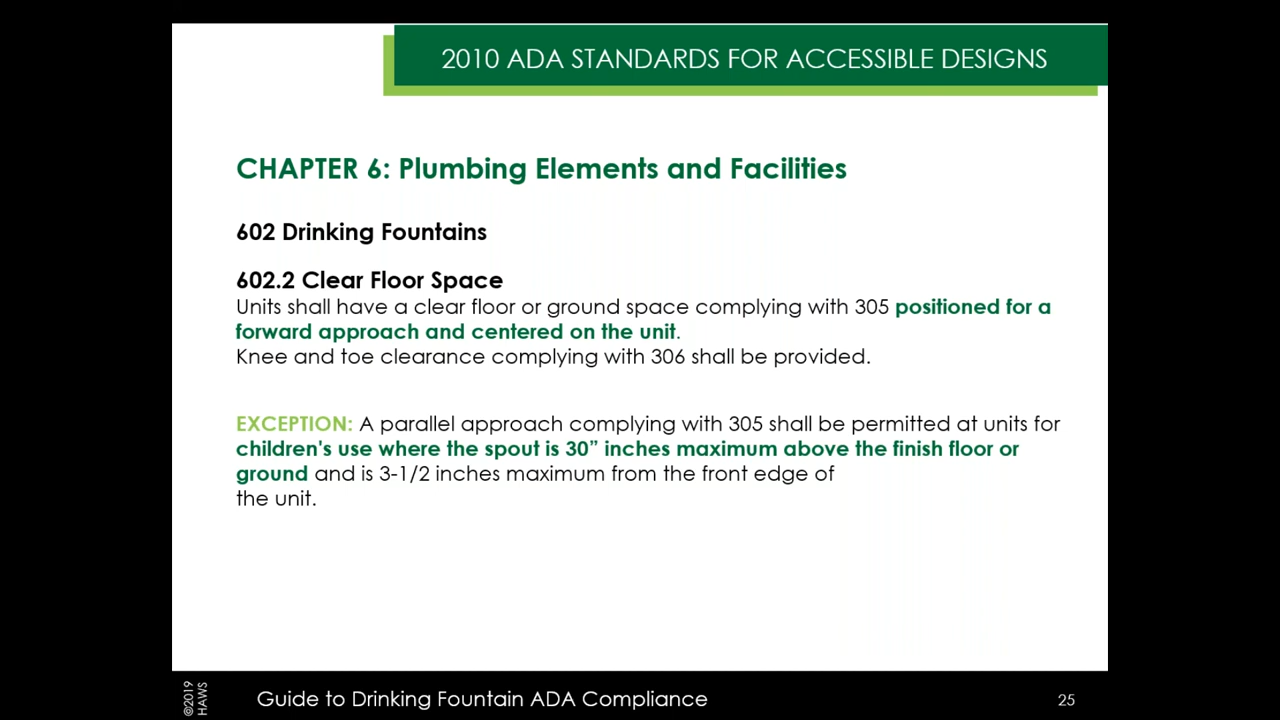 2010 ADA STANDARDS FOR ACCESSIBLE DESIGNS
CHAPTER 6: Plumbing Elements and Facilities
602 Drinking Fountains
602.2 Clear Floor Space
Units shall have a clear floor or ground space complying with 305 positioned for a
forward approach and centered on the unit.
Knee and toe clearance complying with 306 shall be provided.
EXCEPTION: A parallel approach complying with 305 shall be permitted at units for
children's use where the spout is 30” inches maximum above the finish floor or
ground and is 3-1/2 inches maximum from the front edge of
the unit.
©2019
HAWS
Guide to Drinking Fountain ADA Compliance
25